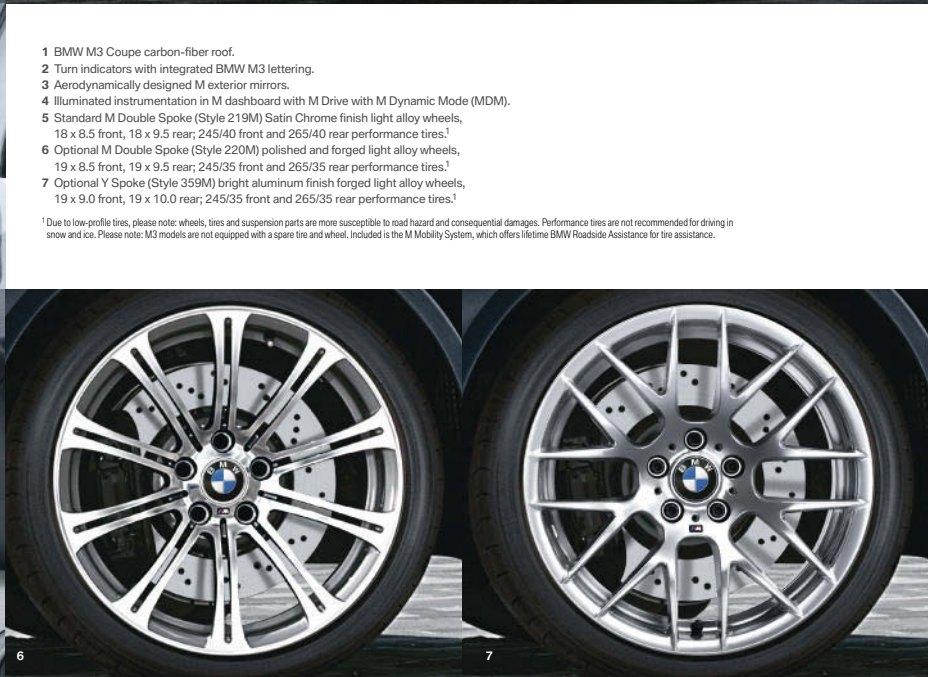 1 BMW M3 Coupe carbon-fiber roof.
2 Turn indicators with integrated BMW M3 lettering.
3 Aerodynamically designed M exterior mirrors.
4 Illuminated instrumentation in M dashboard with M Drive with M Dynamic Mode (MDM).
5 Standard M Double Spoke (Style 219M) Satin Chrome finish light alloy wheels,
18 x 8.5 front, 18 x 9.5 rear; 245/40 front and 265/40 rear performance tires.¹
6 Optional M Double Spoke (Style 220M) polished and forged light alloy wheels,
19 x 8.5 front, 19 x 9.5 rear; 245/35 front and 265/35 rear performance tires.¹
7 Optional Y Spoke (Style 359M) bright aluminum finish forged light alloy wheels,
19 x 9.0 front, 19 x 10.0 rear; 245/35 front and 265/35 rear performance tires.¹
¹ Due to low-profile tires, please note: wheels, tires and suspension parts are more susceptible to road hazard and consequential damages. Performance tires are not recommended for driving in
snow and ice. Please note: M3 models are not equipped with a spare tire and wheel. Included is the M Mobility System, which offers lifetime BMW Roadside Assistance for tire assistance.
BMW
M
6
BMW
M
7